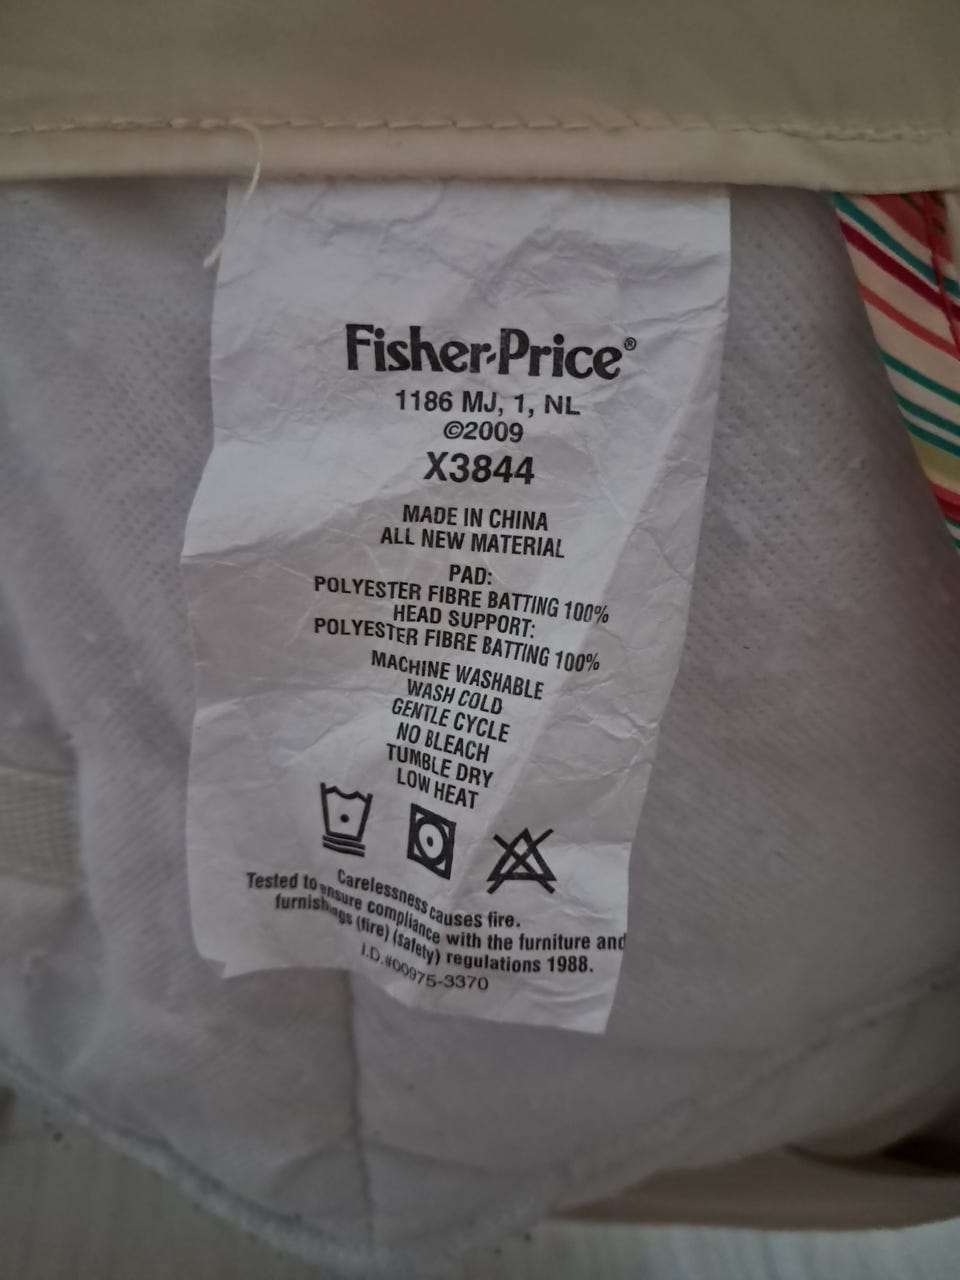 Fisher-Price®
1186 MJ, 1, NL
©2009
X3844
MADE IN CHINA
ALL NEW MATERIAL
PAD:
POLYESTER FIBRE BATTING 100%
HEAD SUPPORT:
POLYESTER FIBRE BATTING 100%
MACHINE WASHABLE
WASH COLD
GENTLE CYCLE
NO BLEACH
TUMBLE DRY
LOW HEAT
Carelessness causes fire.
Tested to ensure compliance with the furniture and
furnishings (fire) (safety) regulations 1988.
I.D.#00975-3370